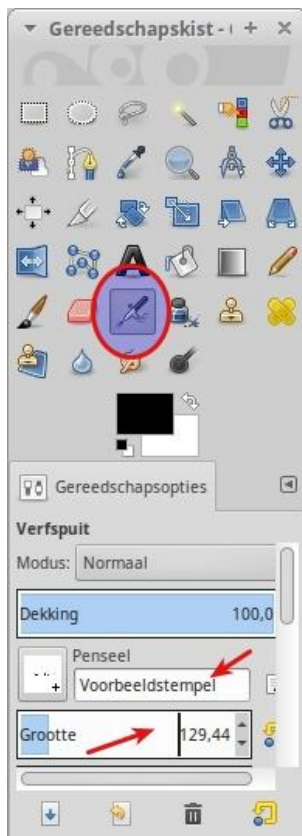 Gereedschapskist - (
Gereedschapsopties
Verfspuit
Modus: Normaal
Dekking 100,0
Penseel
Voorbeeldstempel
Grootte 129,44